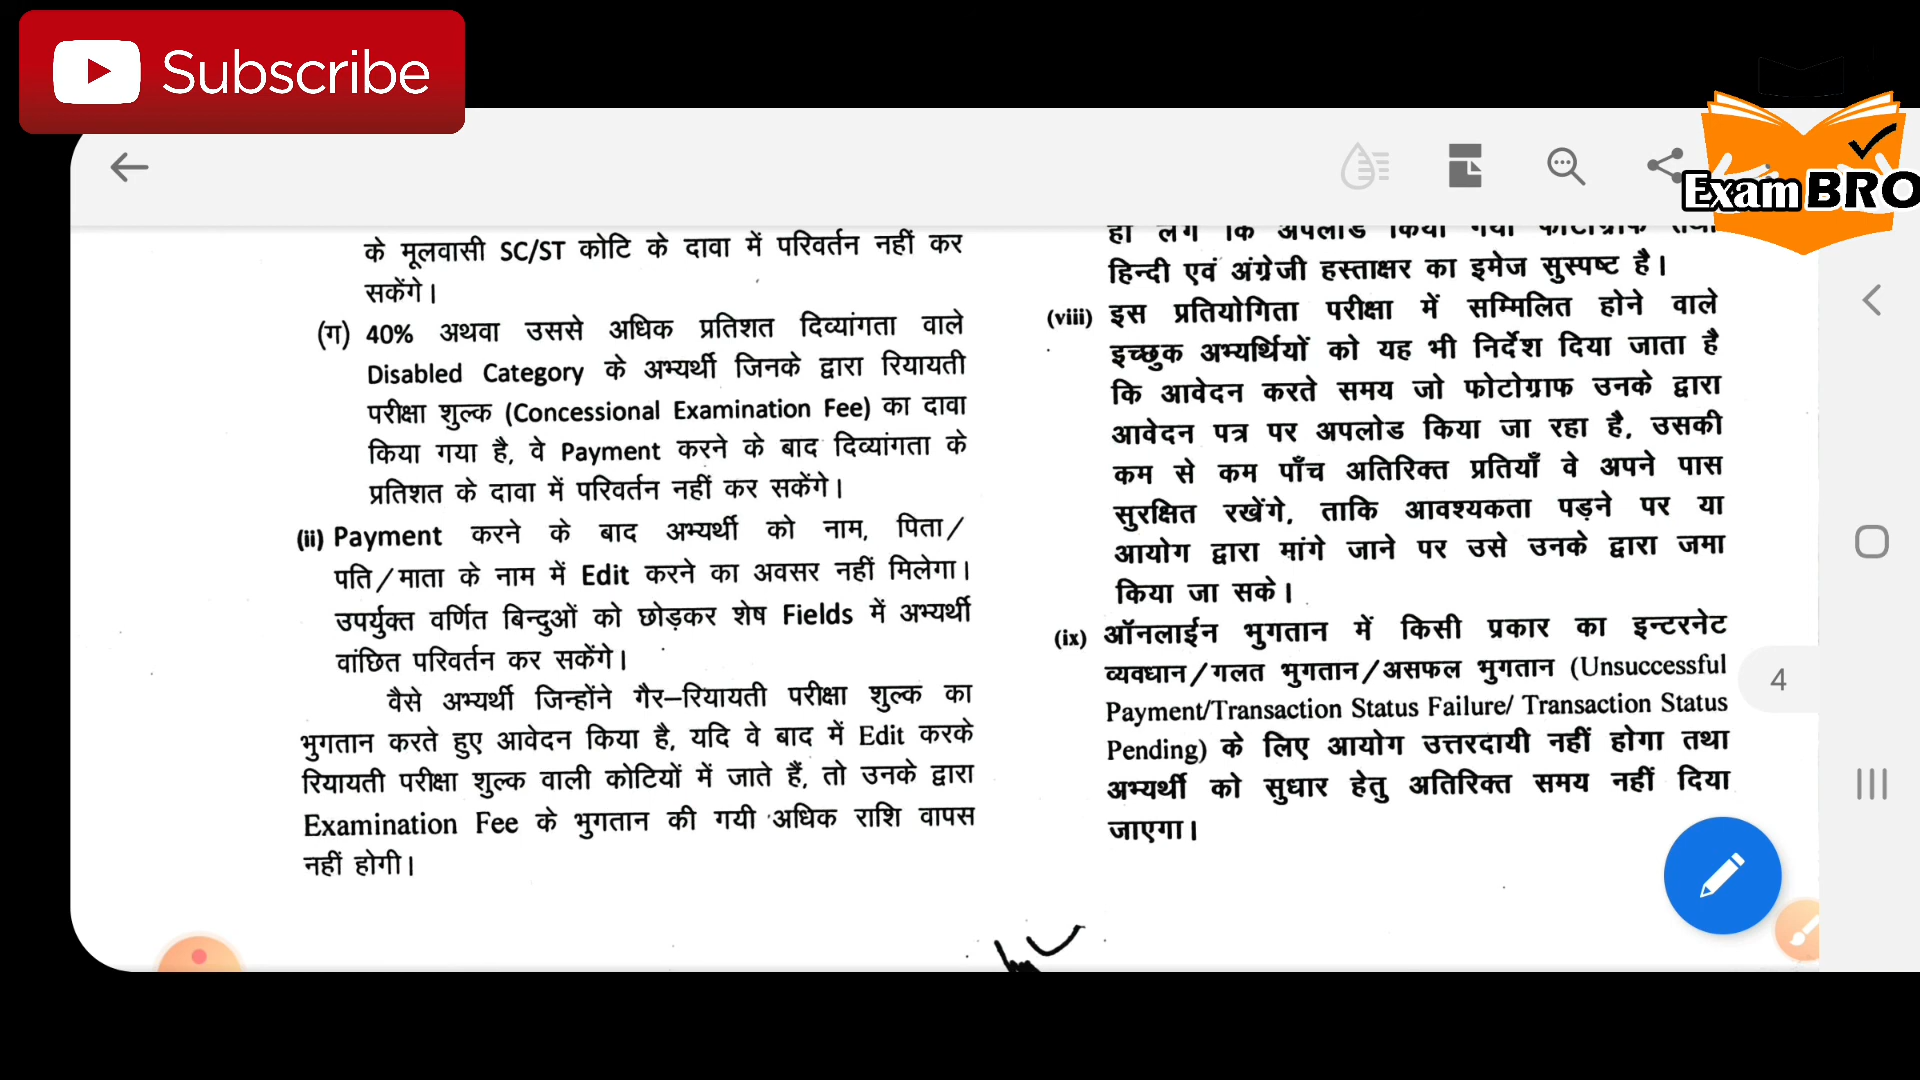 Subscribe
Exam BRO
के मूलवासी SC/ST कोटि के दावा में परिवर्तन नहीं कर
सकेंगे।
(ग) 40% अथवा उससे अधिक प्रतिशत दिव्यांगता वाले
Disabled Category के अभ्यर्थी जिनके द्वारा रियायती
परीक्षा शुल्क (Concessional Examination Fee) का दावा
किया गया है, वे Payment करने के बाद दिव्यांगता के
प्रतिशत के दावा में परिवर्तन नहीं कर सकेंगे।
(ii) Payment करने के बाद अभ्यर्थी को नाम, पिता/
पति/माता के नाम में Edit करने का अवसर नहीं मिलेगा।
उपर्युक्त वर्णित बिन्दुओं को छोड़कर शेष Fields में अभ्यर्थी
वांछित परिवर्तन कर सकेंगे।
वैसे अभ्यर्थी जिन्होंने गैर–रियायती परीक्षा शुल्क का
भुगतान करते हुए आवेदन किया है, यदि वे बाद में Edit करके
रियायती परीक्षा शुल्क वाली कोटियों में जाते हैं, तो उनके द्वारा
Examination Fee के भुगतान की गयी अधिक राशि वापस
नहीं होगी।
हो लेंगे कि अपलोड किया गया फोटोग्राफ तथा
हिन्दी एवं अंग्रेजी हस्ताक्षर का इमेज सुस्पष्ट है।
(viii) इस प्रतियोगिता परीक्षा में सम्मिलित होने वाले
इच्छुक अभ्यर्थियों को यह भी निर्देश दिया जाता है
कि आवेदन करते समय जो फोटोग्राफ उनके द्वारा
आवेदन पत्र पर अपलोड किया जा रहा है, उसकी
कम से कम पाँच अतिरिक्त प्रतियाँ वे अपने पास
सुरक्षित रखेंगे, ताकि आवश्यकता पड़ने पर या
आयोग द्वारा मांगे जाने पर उसे उनके द्वारा जमा
किया जा सके।
(ix) ऑनलाईन भुगतान में किसी प्रकार का इन्टरनेट
व्यवधान/गलत भुगतान/असफल भुगतान (Unsuccessful
Payment/Transaction Status Failure/ Transaction Status
Pending) के लिए आयोग उत्तरदायी नहीं होगा तथा
अभ्यर्थी को सुधार हेतु अतिरिक्त समय नहीं दिया
जाएगा।
4